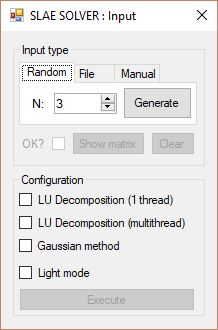 SLAE SOLVER : Input
Input type
Random File Manual
N: 3 Generate
OK? Show matrix Clear
Configuration
LU Decomposition (1 thread)
LU Decomposition (multithread)
Gaussian method
Light mode
Execute